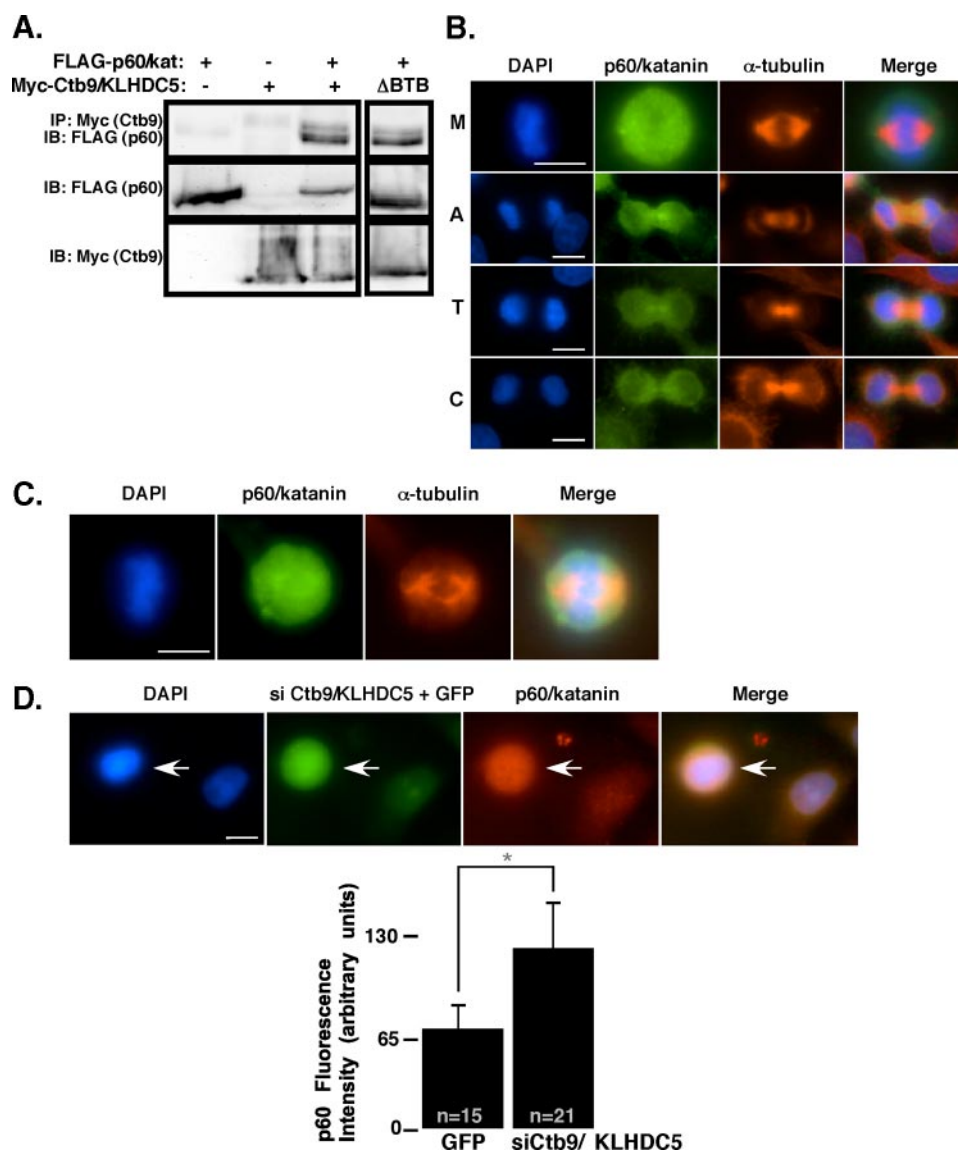 A.
FLAG-p60/kat: + - + +
Myc-Ctb9/KLHDC5: - + + ΔBTB
IP: Myc (Ctb9)
IB: FLAG (p60)
IB: FLAG (p60)
IB: Myc (Ctb9)
B.
DAPI p60/katanin α-tubulin Merge
M
A
T
C
C.
DAPI p60/katanin α-tubulin Merge
D.
DAPI si Ctb9/KLHDC5 + GFP p60/katanin Merge
*
p60 Fluorescence
Intensity (arbitrary units)
130
65
0
n=15 n=21
GFP siCtb9/ KLHDC5